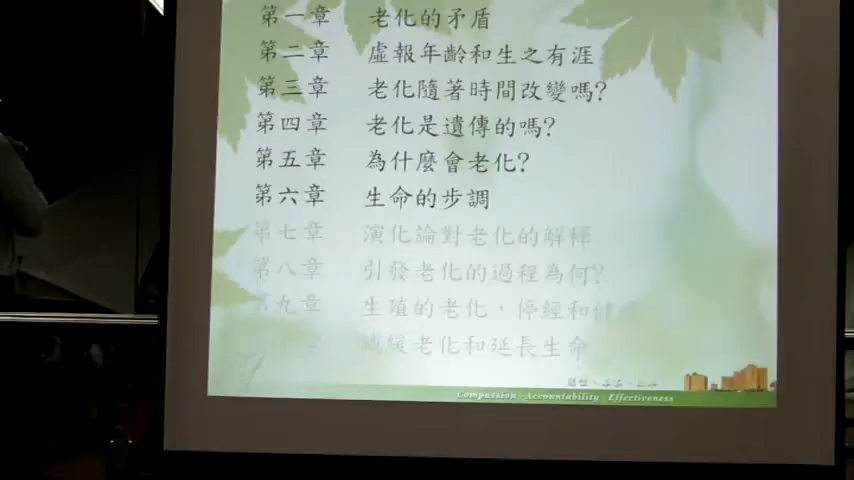 第一章 老化的矛盾
第二章 虛報年齡和生之有涯
第三章 老化隨著時間改變嗎?
第四章 老化是遺傳的嗎?
第五章 為什麼會老化?
第六章 生命的步調
第七章 演化論對老化的解釋
第八章 引發老化的過程為何?
九章 生殖的老化，停經和
減緩老化和延長生命
Compassion · Accountability · Effectiveness